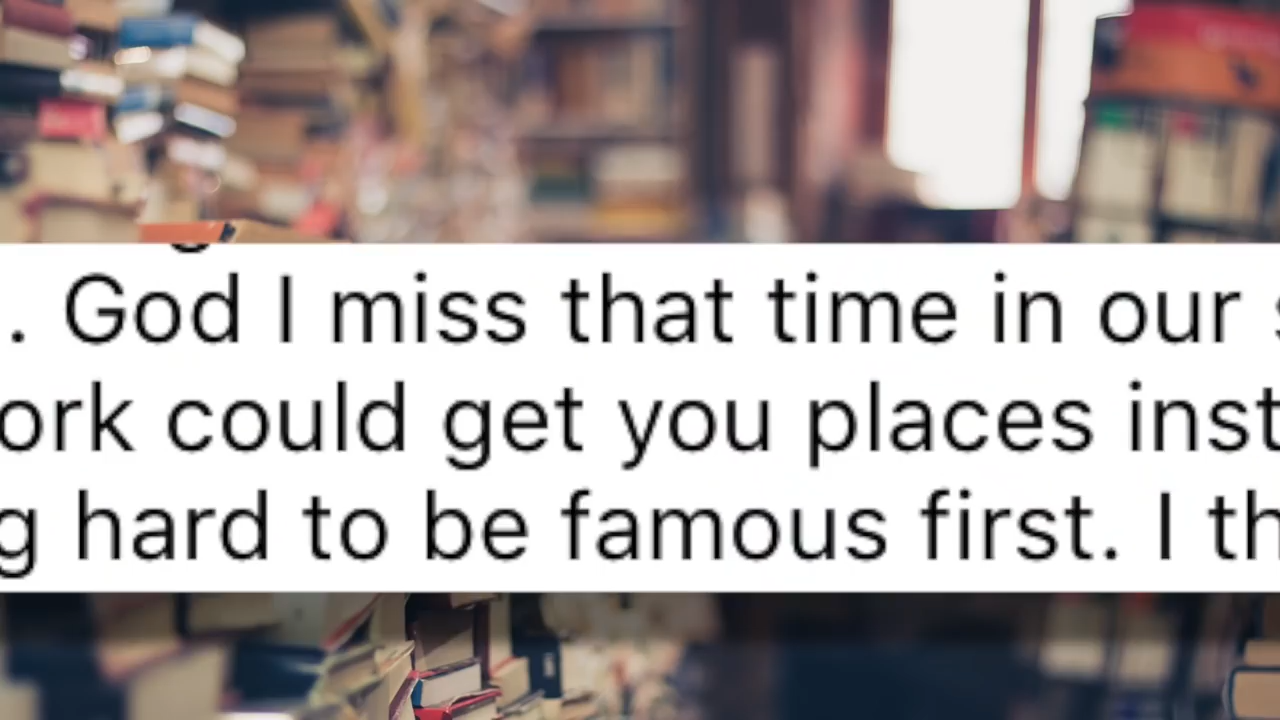 . God I miss that time in our
ork could get you places inst
g hard to be famous first. I th